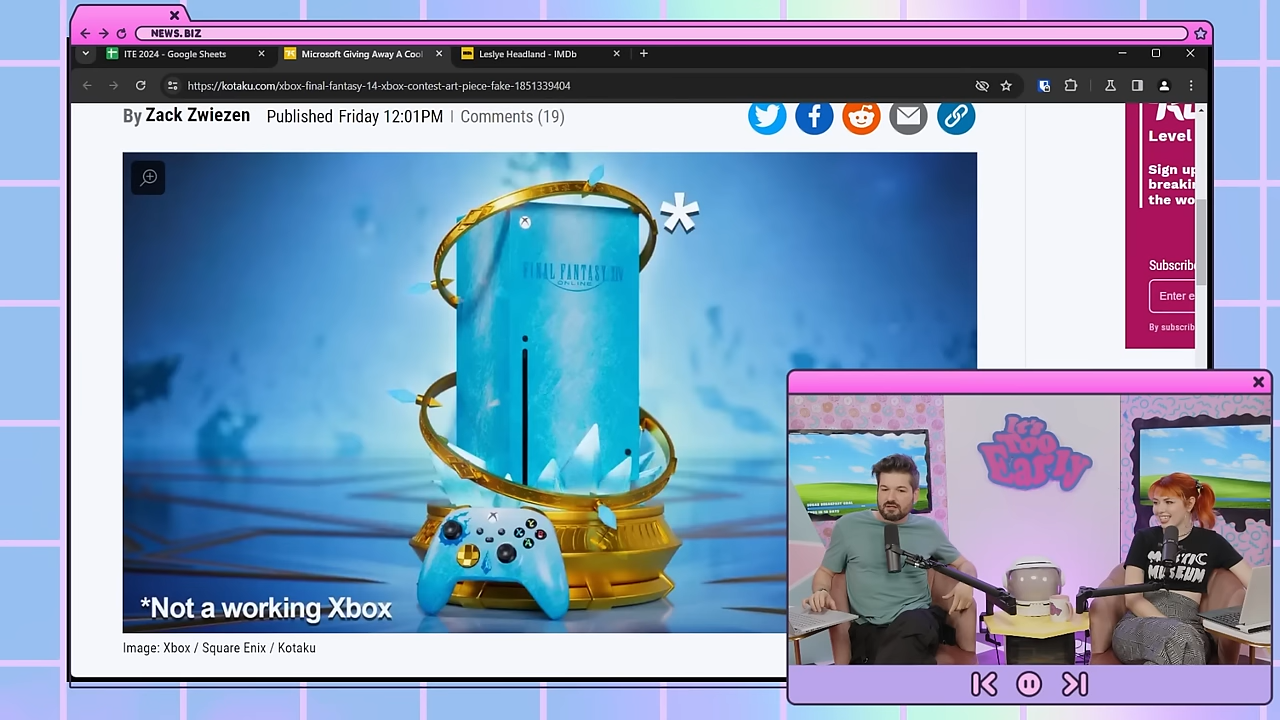 NEWS.BIZ
ITE 2024 - Google Sheets
Microsoft Giving Away A Cool
Leslye Headland - IMDb
https://kotaku.com/xbox-final-fantasy-14-xbox-contest-art-piece-fake-1851339404
By Zack Zwiezen Published Friday 12:01PM | Comments (19)
Level
Sign up
breakin
the wo
Subscribe
Enter e
By subscrib
*
FINAL FANTASY XIV
ONLINE
*Not a working Xbox
Image: Xbox / Square Enix / Kotaku
It's
Too
Early
MYSTIC
MUSEUM